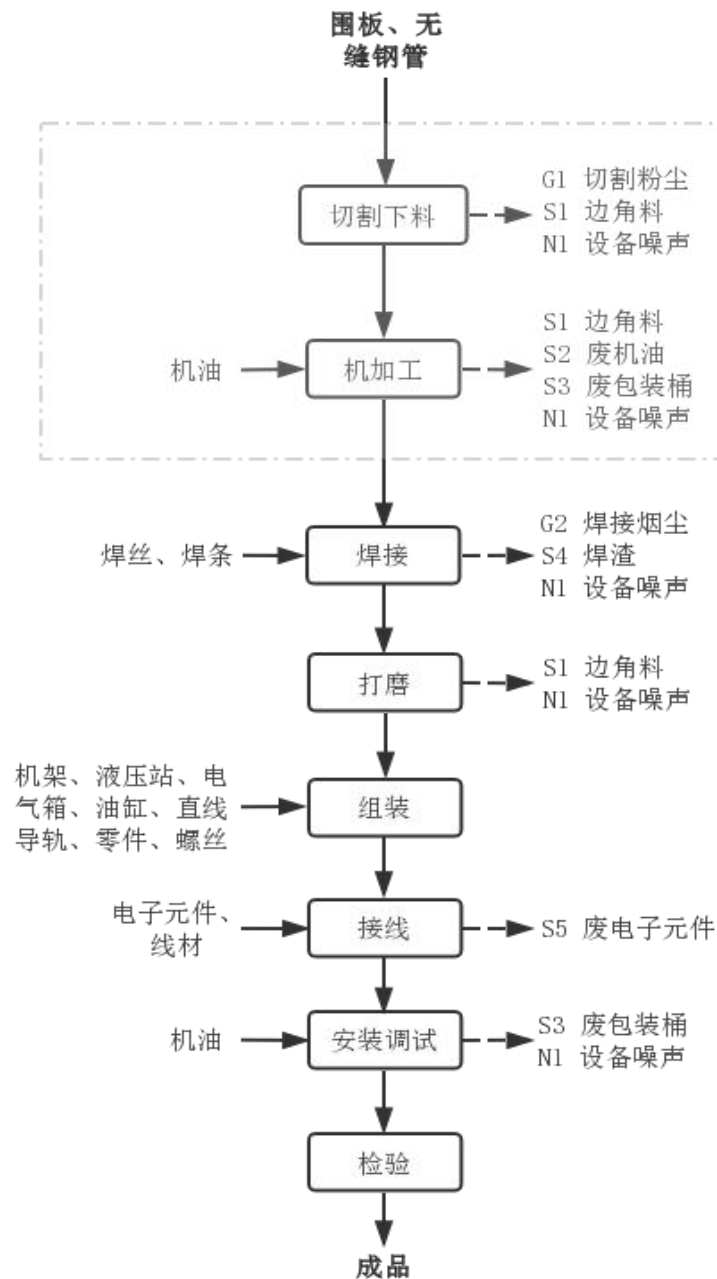 围板、无
缝钢管
切割下料
G1 切割粉尘
S1 边角料
N1 设备噪声
机油
机加工
S1 边角料
S2 废机油
S3 废包装桶
N1 设备噪声
焊丝、焊条
焊接
G2 焊接烟尘
S4 焊渣
N1 设备噪声
打磨
S1 边角料
N1 设备噪声
机架、液压站、电
气箱、油缸、直线
导轨、零件、螺丝
组装
电子元件、
线材
接线
S5 废电子元件
机油
安装调试
S3 废包装桶
N1 设备噪声
检验
成品